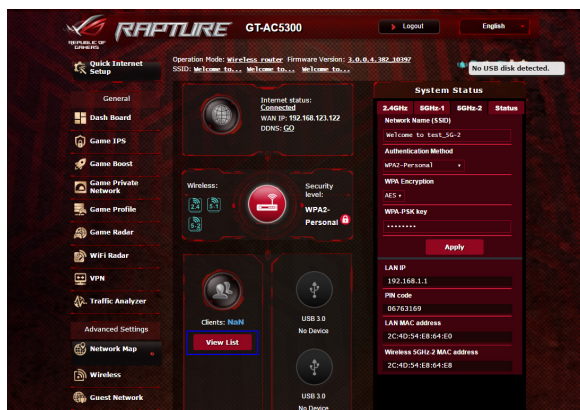 REPUBLIC OF
GAMERS
RAPTURE
GT-AC5300
Logout
English
Operation Mode: Wireless router Firmware Version: 3.0.0.4.382_10397
SSID: Welcome to... Welcome to... Welcome to...
No USB disk detected.
Quick Internet
Setup
General
Dash Board
Game IPS
Game Boost
Game Private
Network
Game Profile
Game Radar
WiFi Radar
VPN
Traffic Analyzer
Advanced Settings
Network Map
Wireless
Guest Network
Internet status:
Connected
WAN IP: 192.168.123.122
DDNS: GO
Wireless:
2.4
5-1
5-2
Security
level:
WPA2-
Personal
Clients: NaN
View List
USB 3.0
No Device
USB 3.0
No Device
System Status
2.4GHz 5GHz-1 5GHz-2 Status
Network Name (SSID)
Welcome to test_5G-2
Authentication Method
WPA2-Personal
WPA Encryption
AES
WPA-PSK key
••••••••
Apply
LAN IP
192.168.1.1
PIN code
06763169
LAN MAC address
2C:4D:54:E8:64:E0
Wireless 5GHz-2 MAC address
2C:4D:54:E8:64:E8